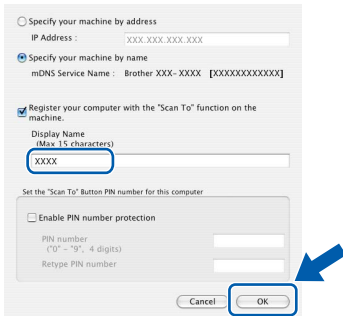 Specify your machine by address
IP Address : XXX.XXX.XXX.XXX
Specify your machine by name
mDNS Service Name : Brother XXX-XXXX [XXXXXXXXXXXX]
Register your computer with the "Scan To" function on the
machine.
Display Name
(Max 15 characters)
XXXX
Set the "Scan To" Button PIN number for this computer
Enable PIN number protection
PIN number
("0" – "9", 4 digits)
Retype PIN number
Cancel OK